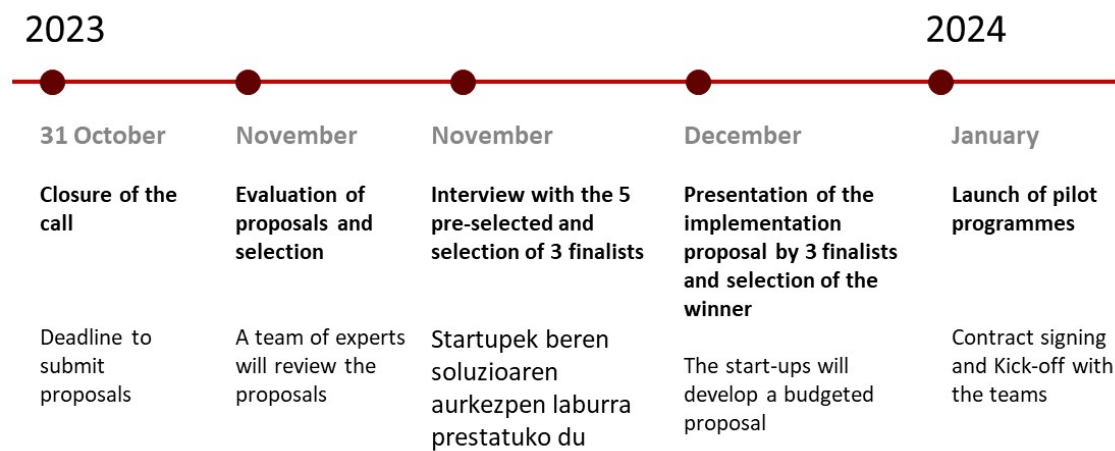 2023
2024
31 October
Closure of the
call
Deadline to
submit
proposals
November
Evaluation of
proposals and
selection
A team of experts
will review the
proposals
November
Interview with the 5
pre-selected and
selection of 3 finalists
Startupek beren
soluzioaren
aurkezpen laburra
prestatuko du
December
Presentation of the
implementation
proposal by 3 finalists
and selection of the
winner
The start-ups will
develop a budgeted
proposal
January
Launch of pilot
programmes
Contract signing
and Kick-off with
the teams